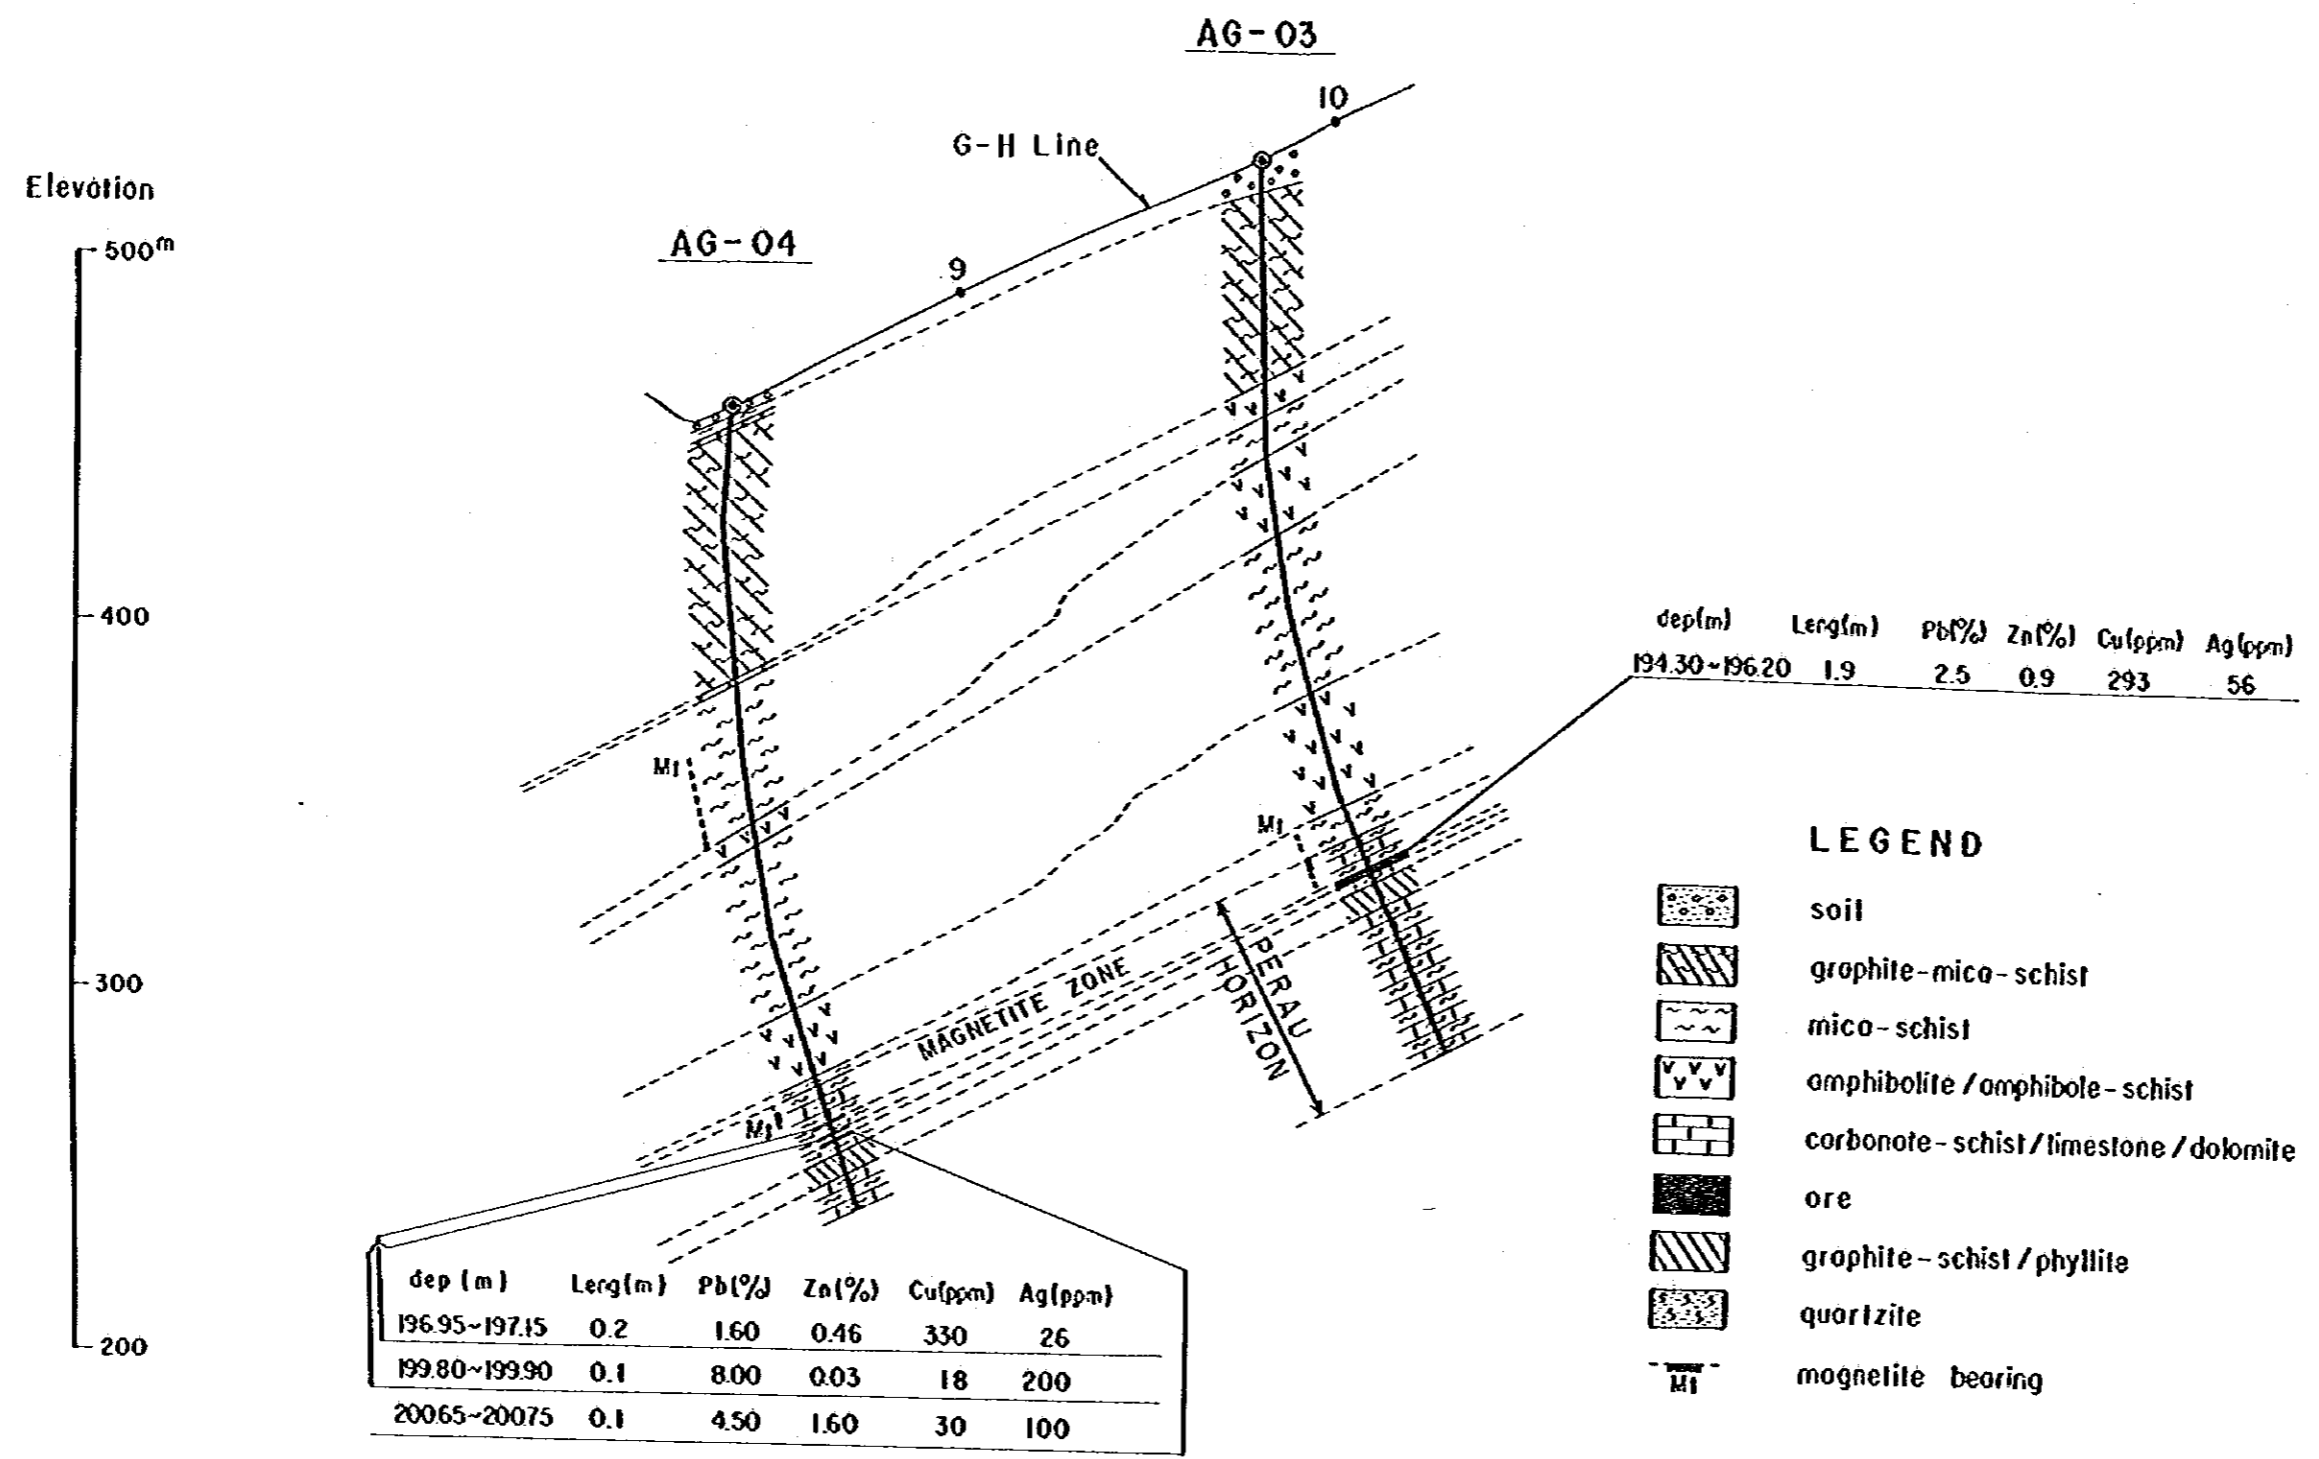 AG-03
10
G-H Line
Elevation
AG-04
500m
9
400
dep(m) Leng(m) Pb(%) Zn(%) Cu(ppm) Ag(ppm)
194.30~196.20 1.9 2.5 0.9 293 56
Mt
Mt
LEGEND
soil
graphite-mica-schist
mica-schist
amphibolite/amphibole-schist
carbonate-schist/limestone/dolomite
ore
graphite-schist/phyllite
quartzite
Mt magnetite bearing
300
MAGNETITE ZONE
PERAU
HORIZON
Mt
200
dep (m) Leng(m) Pb(%) Zn(%) Cu(ppm) Ag(ppm)
196.95~197.15 0.2 1.60 0.46 330 26
199.80~199.90 0.1 8.00 0.03 18 200
200.65~200.75 0.1 4.50 1.60 30 100